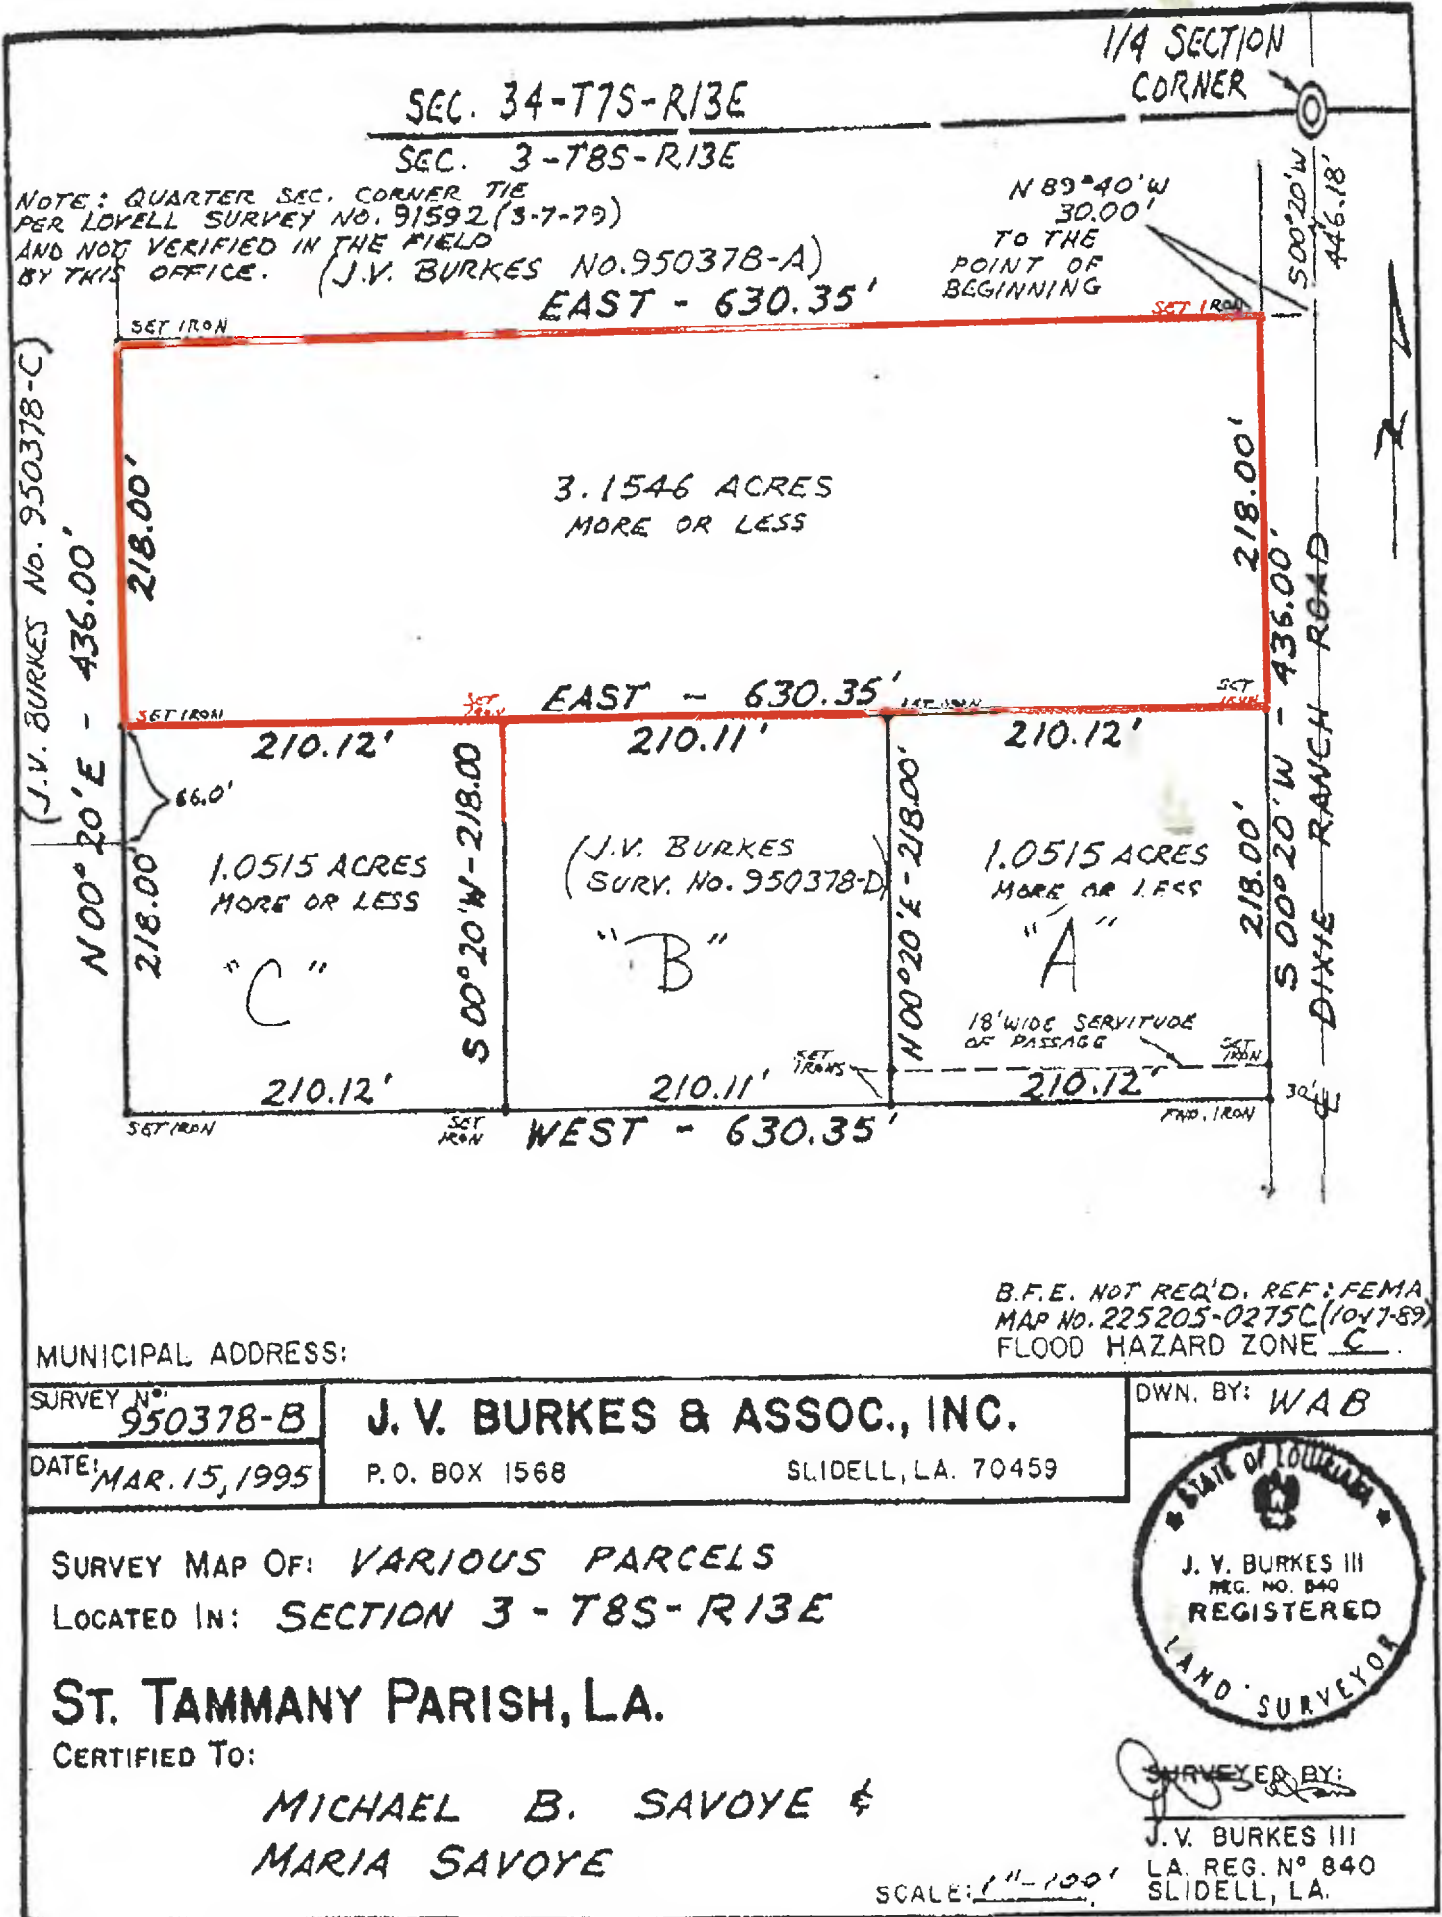 1/4 SECTION
CORNER
SEC. 34-T7S-R13E
SEC. 3-T8S-R13E
NOTE: QUARTER SEC. CORNER TIE
PER LOVELL SURVEY NO. 91592 (3-7-79)
AND NOT VERIFIED IN THE FIELD
BY THIS OFFICE. (J.V. BURKES NO. 950378-A)
N 89°40'W
30.00'
TO THE
POINT OF
BEGINNING
S00°20'W
446.18'
EAST - 630.35'
SET IRON
SET IRON
(J.V. BURKES No. 950378-C)
N00°20'E - 436.00'
218.00'
3.1546 ACRES
MORE OR LESS
218.00'
S 00°20'W - 436.00'
DIXIE RANCH ROAD
SET IRON
SET
IRON
EAST - 630.35'
SET IRON
SET
IRON
210.12'
210.11'
210.12'
66.0'
218.00'
1.0515 ACRES
MORE OR LESS
"C"
S 00°20'W-218.00
(J.V. BURKES
SURV. NO. 950378-D)
"B"
N00°20'E-218.00'
1.0515 ACRES
MORE OR LESS
"A"
218.00'
18' WIDE SERVITUDE
OF PASSAGE
SET
IRON
SET
IRONS
210.12'
210.11'
210.12'
30'
℄
SET IRON
SET
IRON
WEST - 630.35'
FND. IRON
B.F.E. NOT REQ'D. REF: FEMA
MAP NO. 225205-0275C (10-17-89)
FLOOD HAZARD ZONE C.
MUNICIPAL ADDRESS:
SURVEY Nº:
950378-B
DATE: MAR. 15, 1995
J. V. BURKES & ASSOC., INC.
P.O. BOX 1568 SLIDELL, LA. 70459
DWN. BY: WAB
STATE OF LOUISIANA
J. V. BURKES III
REG. NO. 840
REGISTERED
LAND SURVEYOR
SURVEY MAP OF: VARIOUS PARCELS
LOCATED IN: SECTION 3 - T8S - R13E
ST. TAMMANY PARISH, LA.
CERTIFIED TO:
MICHAEL B. SAVOYE &
MARIA SAVOYE
SURVEYED BY:
J. V. BURKES III
LA. REG. Nº 840
SLIDELL, LA.
SCALE: 1"-100'